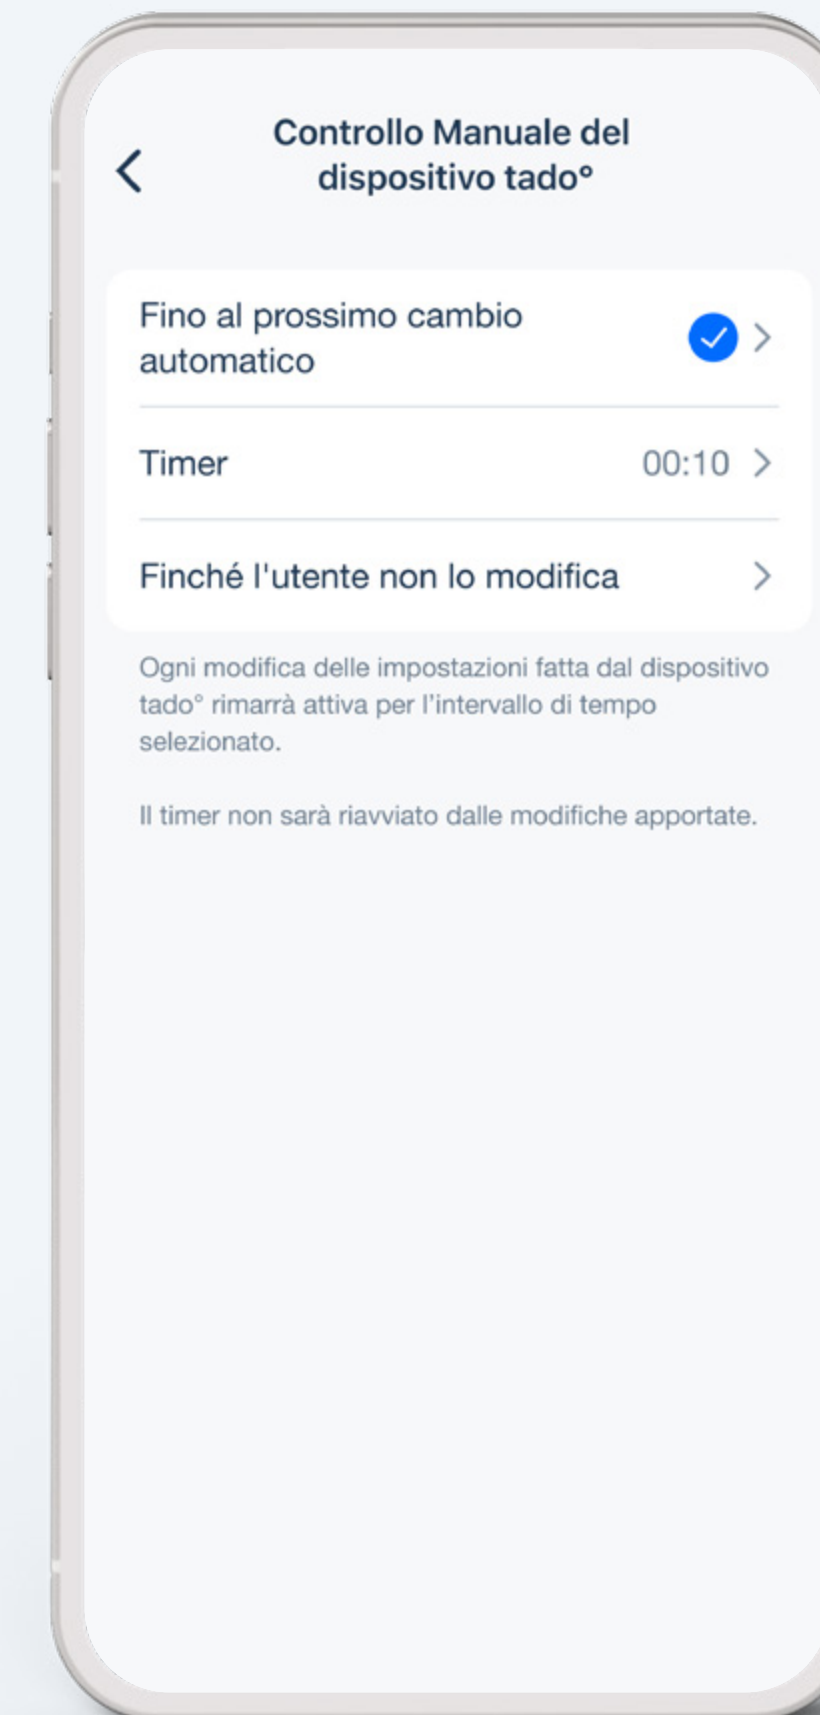 Controllo Manuale del
dispositivo tado°
Fino al prossimo cambio
automatico
Timer 00:10
Finché l'utente non lo modifica
Ogni modifica delle impostazioni fatta dal dispositivo
tado° rimarrà attiva per l’intervallo di tempo
selezionato.
Il timer non sarà riavviato dalle modifiche apportate.